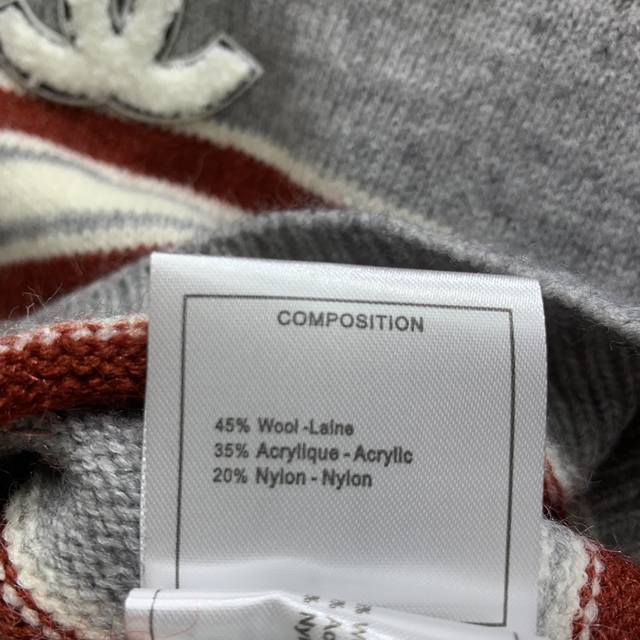 COMPOSITION
45% Wool -Laine
35% Acrylique - Acrylic
20% Nylon - Nylon